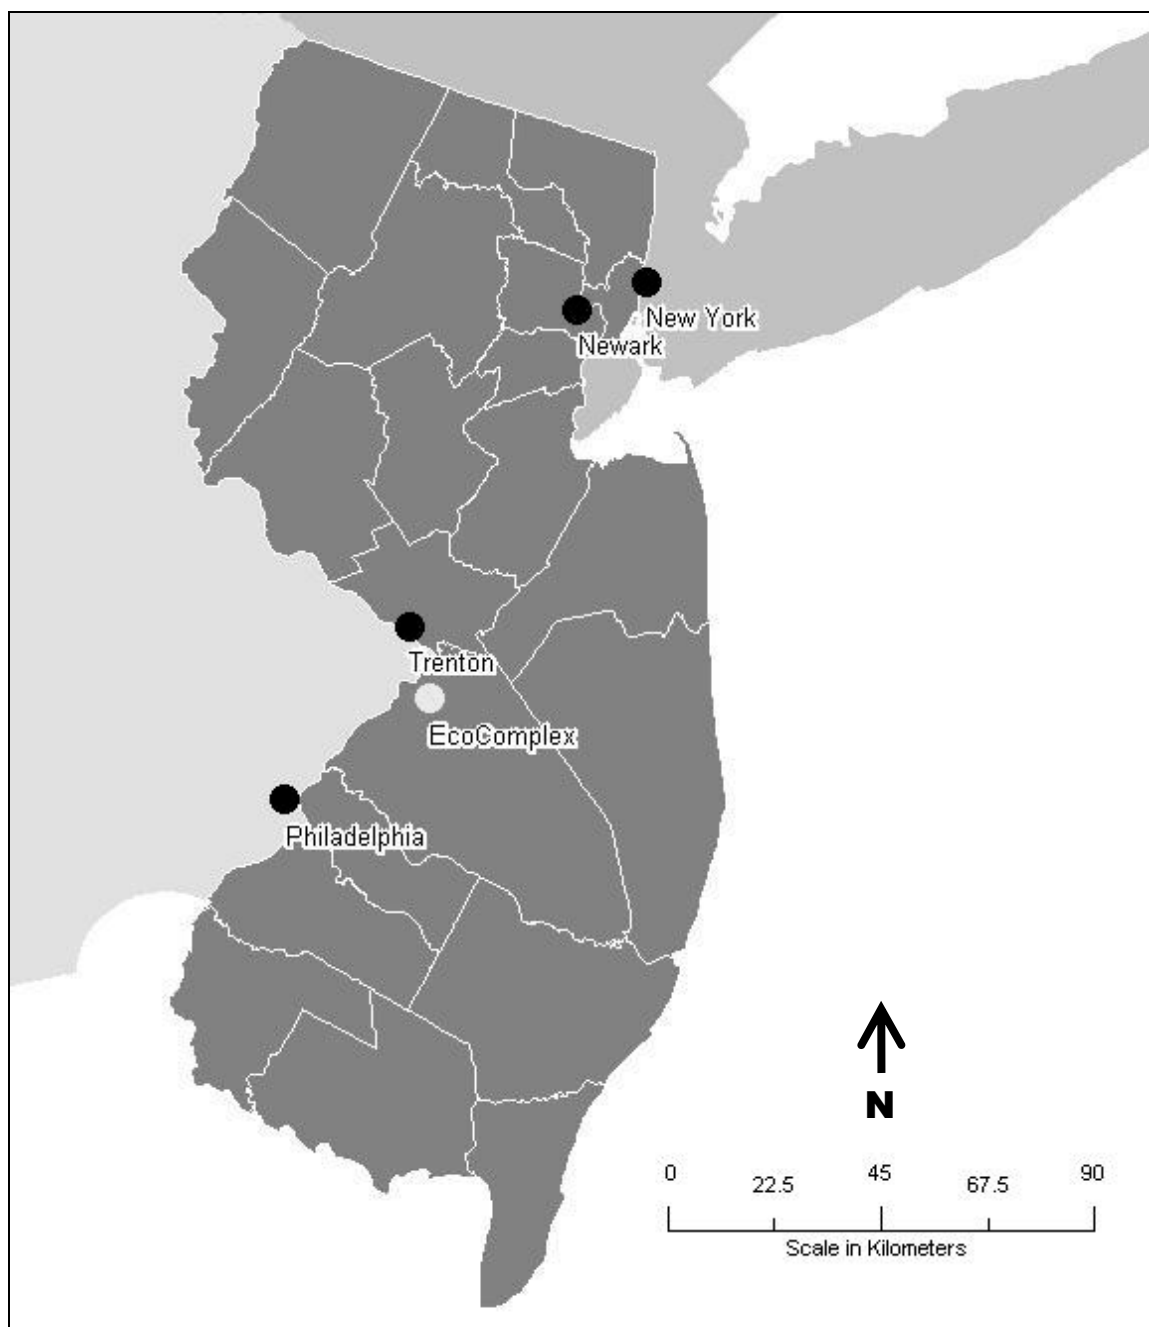 New York
Newark
Trenton
EcoComplex
Philadelphia
N
0 22.5 45 67.5 90
Scale in Kilometers